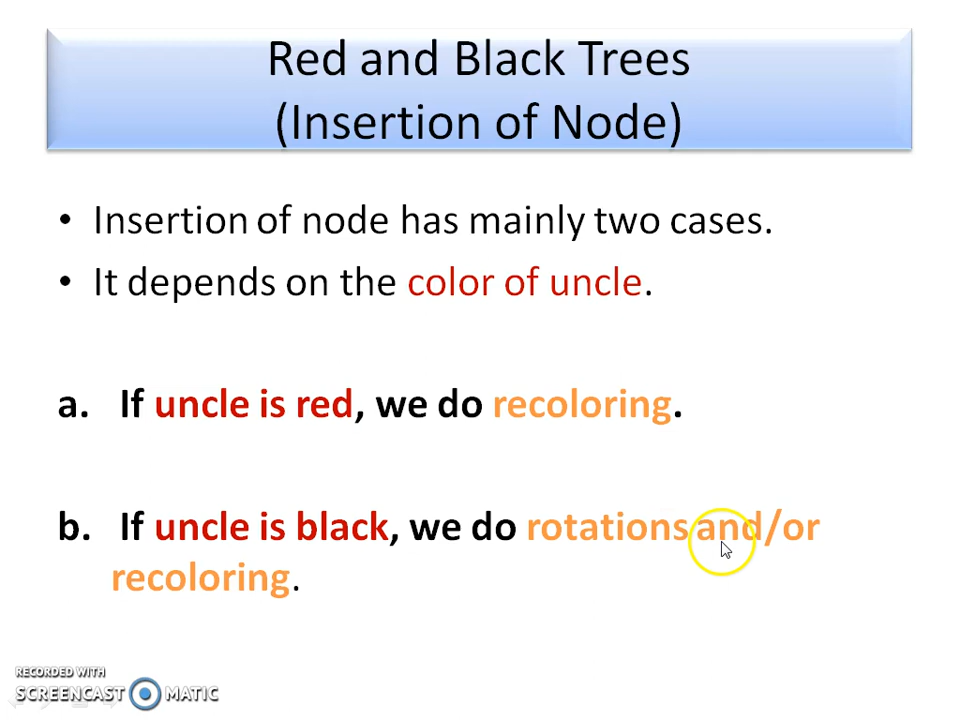 Red and Black Trees
(Insertion of Node)
• Insertion of node has mainly two cases.
• It depends on the color of uncle.
a. If uncle is red, we do recoloring.
b. If uncle is black, we do rotations and/or
recoloring.
RECORDED WITH
SCREENCAST MATIC